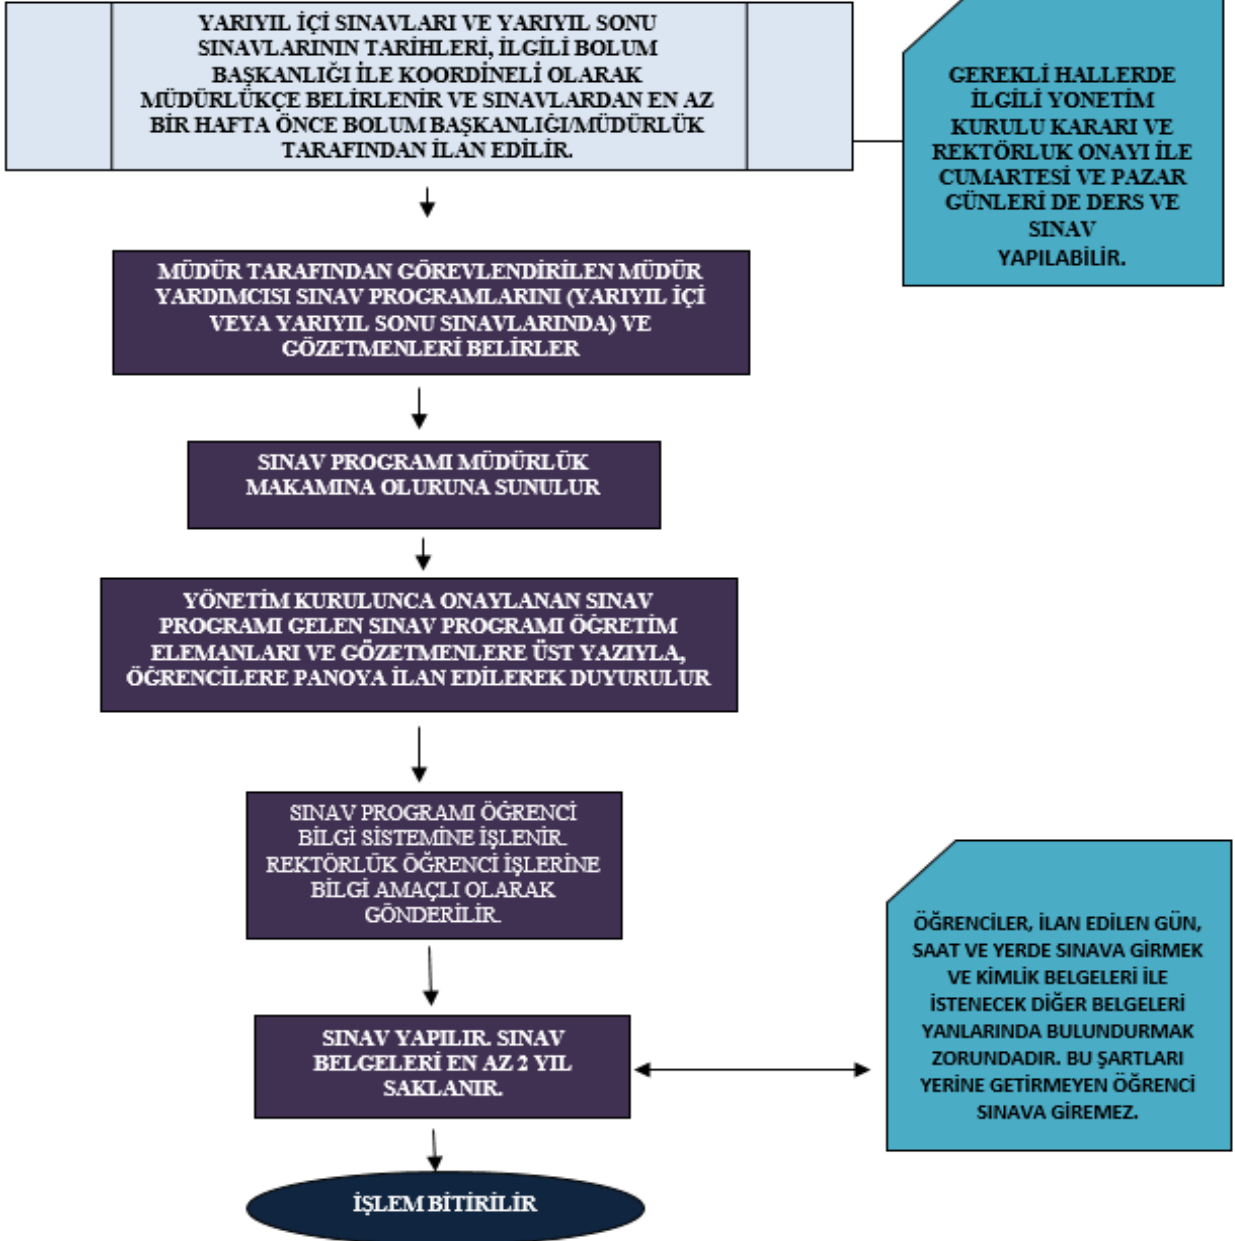 YARIYIL İÇİ SINAVLARI VE YARIYIL SONU
SINAVLARININ TARİHLERİ, İLGİLİ BOLUM
BAŞKANLIĞI İLE KOORDİNELİ OLARAK
MÜDÜRLÜKÇE BELİRLENİR VE SINAVLARDAN EN AZ
BİR HAFTA ÖNCE BOLUM BAŞKANLIĞI/MÜDÜRLÜK
TARAFINDAN İLAN EDİLİR.
GEREKLİ HALLERDE
İLGİLİ YONETİM
KURULU KARARI VE
REKTÖRLUK ONAYI İLE
CUMARTESİ VE PAZAR
GÜNLERİ DE DERS VE
SINAV
YAPILABİLİR.
MÜDÜR TARAFINDAN GÖREVLENDİRİLEN MÜDÜR
YARDIMCISI SINAV PROGRAMLARINI (YARIYIL İÇİ
VEYA YARIYIL SONU SINAVLARINDA) VE
GÖZETMENLERİ BELİRLER
SINAV PROGRAMI MÜDÜRLÜK
MAKAMINA OLURUNA SUNULUR
YÖNETİM KURULUNCA ONAYLANAN SINAV
PROGRAMI GELEN SINAV PROGRAMI ÖĞRETİM
ELEMANLARI VE GÖZETMENLERE ÜST YAZIYLA,
ÖĞRENCİLERE PANOYA İLAN EDİLEREK DUYURULUR
SINAV PROGRAMI ÖĞRENCİ
BİLGİ SİSTEMİNE İŞLENİR.
REKTÖRLÜK ÖĞRENCİ İŞLERİNE
BİLGİ AMAÇLI OLARAK
GÖNDERİLİR.
SINAV YAPILIR. SINAV
BELGELERİ EN AZ 2 YIL
SAKLANIR.
ÖĞRENCİLER, İLAN EDİLEN GÜN,
SAAT VE YERDE SINAVA GİRMEK
VE KİMLİK BELGELERİ İLE
İSTENECEK DİĞER BELGELERİ
YANLARINDA BULUNDURMAK
ZORUNDADIR. BU ŞARTLARI
YERİNE GETİRMEYEN ÖĞRENCİ
SINAVA GİREMEZ.
İŞLEM BİTİRİLİR